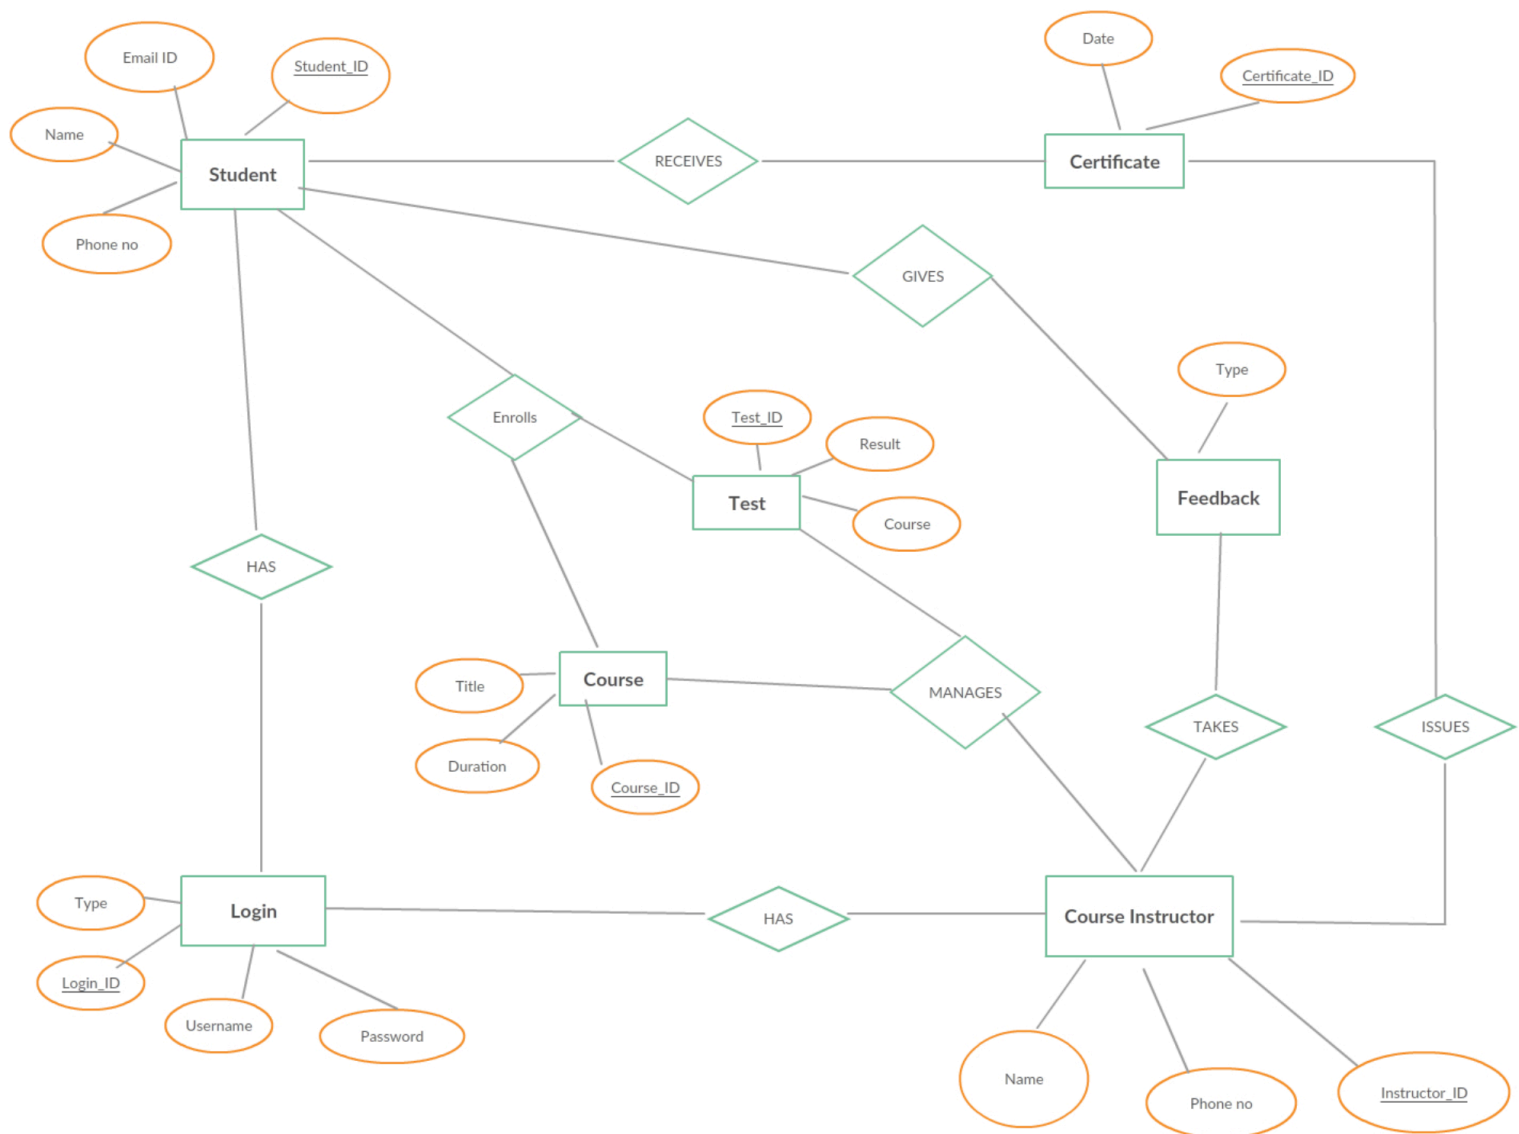 Date
Email ID
Student_ID
Certificate_ID
Name
RECEIVES
Certificate
Student
Phone no
GIVES
Type
Enrolls
Test_ID
Result
Test
Feedback
Course
HAS
Course
Title
MANAGES
TAKES
ISSUES
Duration
Course_ID
Type
Login
HAS
Course Instructor
Login_ID
Username
Password
Name
Phone no
Instructor_ID